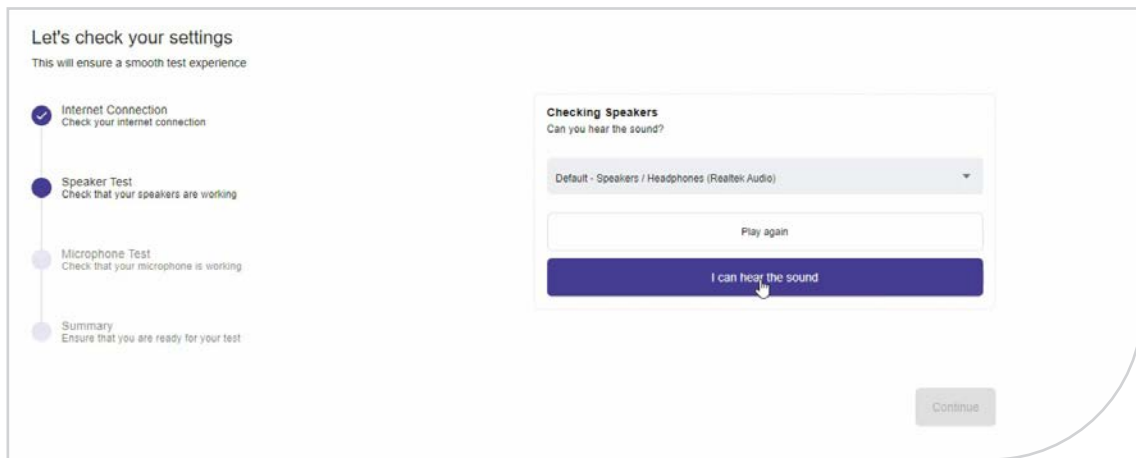 Let's check your settings
This will ensure a smooth test experience
Internet Connection
Check your internet connection
Speaker Test
Check that your speakers are working
Microphone Test
Check that your microphone is working
Summary
Ensure that you are ready for your test
Checking Speakers
Can you hear the sound?
Default - Speakers / Headphones (Realtek Audio)
Play again
I can hear the sound
Continue